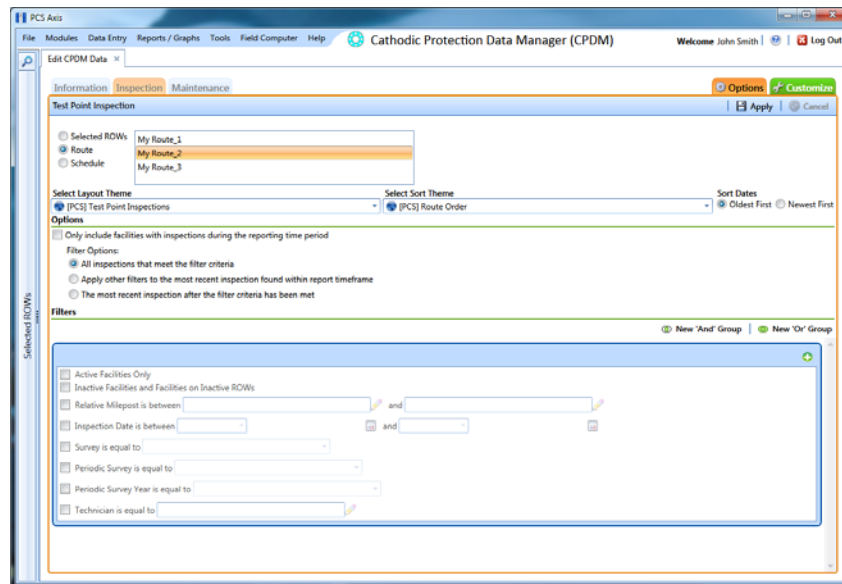 PCS Axis
File Modules Data Entry Reports / Graphs Tools Field Computer Help Cathodic Protection Data Manager (CPDM) Welcome John Smith | Log Out
Edit CPDM Data ×
Information Inspection Maintenance Options Customize
Test Point Inspection | Apply | Cancel
Selected ROWs
Route
Schedule
My Route_1
My Route_2
My Route_3
Select Layout Theme Select Sort Theme Sort Dates
[PCS] Test Point Inspections [PCS] Route Order Oldest First Newest First
Options
Only include facilities with inspections during the reporting time period
Filter Options:
All inspections that meet the filter criteria
Apply other filters to the most recent inspection found within report timeframe
The most recent inspection after the filter criteria has been met
Selected ROWs
Filters
New 'And' Group | New 'Or' Group
Active Facilities Only
Inactive Facilities and Facilities on Inactive ROWs
Relative Milepost is between and
Inspection Date is between and
Survey is equal to
Periodic Survey is equal to
Periodic Survey Year is equal to
Technician is equal to